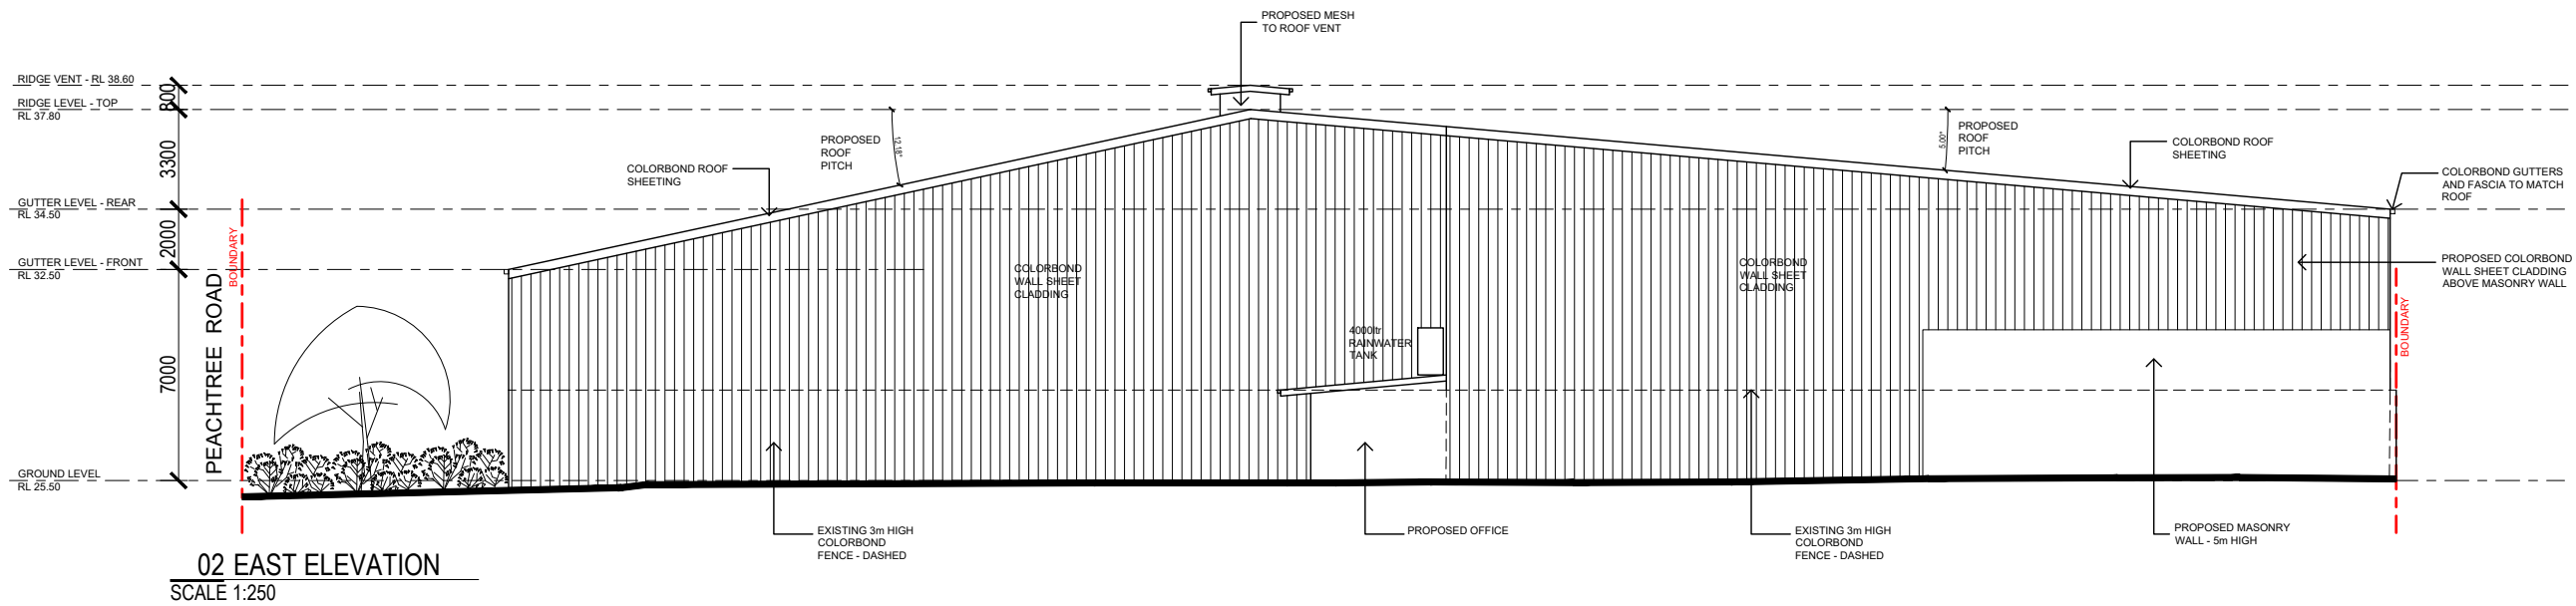 PROPOSED MESH
TO ROOF VENT
RIDGE VENT - RL 38.60
800
RIDGE LEVEL - TOP
RL 37.80
3300
PROPOSED
ROOF
PITCH
12.18°
5.00°
PROPOSED
ROOF
PITCH
COLORBOND ROOF
SHEETING
COLORBOND ROOF
SHEETING
COLORBOND GUTTERS
AND FASCIA TO MATCH
ROOF
GUTTER LEVEL - REAR
RL 34.50
2000
BOUNDARY
GUTTER LEVEL - FRONT
RL 32.50
COLORBOND
WALL SHEET
CLADDING
COLORBOND
WALL SHEET
CLADDING
PROPOSED COLORBOND
WALL SHEET CLADDING
ABOVE MASONRY WALL
7000
PEACHTREE ROAD
4000ltr
RAINWATER
TANK
BOUNDARY
GROUND LEVEL
RL 25.50
EXISTING 3m HIGH
COLORBOND
FENCE - DASHED
PROPOSED OFFICE
EXISTING 3m HIGH
COLORBOND
FENCE - DASHED
PROPOSED MASONRY
WALL - 5m HIGH
02 EAST ELEVATION
SCALE 1:250